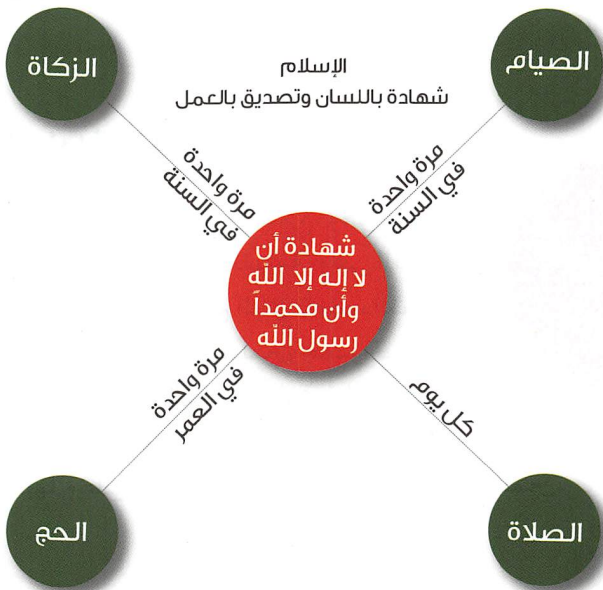 الإسلام
شهادة باللسان وتصديق بالعمل
الصيام
الزكاة
مرة واحدة
في السنة
مرة واحدة
في السنة
شهادة أن
لا إله إلا الله
وأن محمداً
رسول الله
مرة واحدة
في العمر
كل يوم
الصلاة
الحج